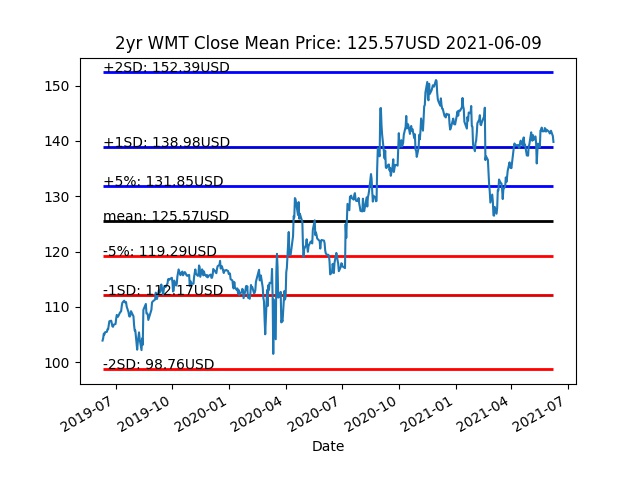 2yr WMT Close Mean Price: 125.57USD 2021-06-09
+2SD: 152.39USD
150
+1SD: 138.98USD
140
+5%: 131.85USD
130
mean: 125.57USD
-5%: 119.29USD
120
-1SD: 112.17USD
110
-2SD: 98.76USD
100
2019-07 2019-10 2020-01 2020-04 2020-07 2020-10 2021-01 2021-04 2021-07
Date